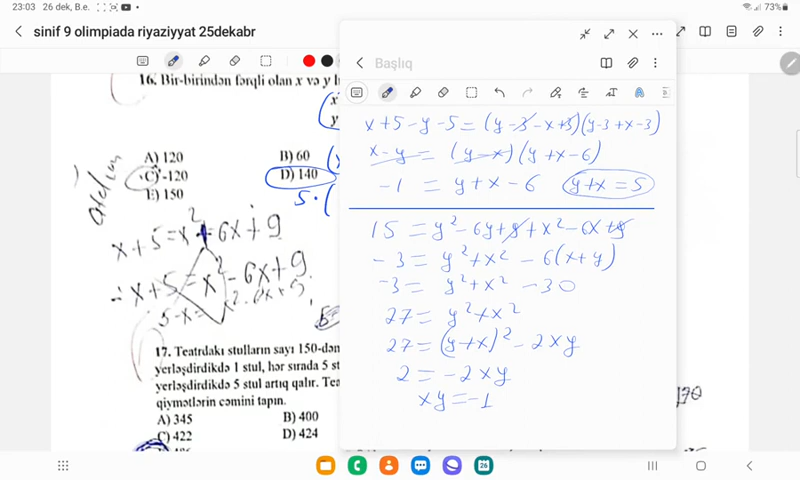 23:03 26 dek, B.e.
73%
sinif 9 olimpiada riyaziyyat 25dekabr
16. Bir-birindən fərqli olan x və y
A) 120
B) 60
C) -120
D) 140
E) 150
5·(
atdım
x+5=x²+6x+9
∴x+5=x²-6x+9
17. Teatrdakı stulların sayı 150-dən
yerləşdirdikdə 1 stul, hər sırada 5
yerləşdirdikdə 5 stul artıq qalır.
qiymətlərin cəmini tapın.
A) 345
B) 400
C) 422
D) 424
Başlıq
x+5-y-5=(y-3-x+3)(y-3+x-3)
x-y=(y-x)(y+x-6)
-1=y+x-6 y+x=5
15=y²-6y+9+x²-6x+9
-3=y²+x²-6(x+y)
-3=y²+x²-30
27=y²+x²
27=(y+x)²-2xy
2=-2xy
xy=-1
26